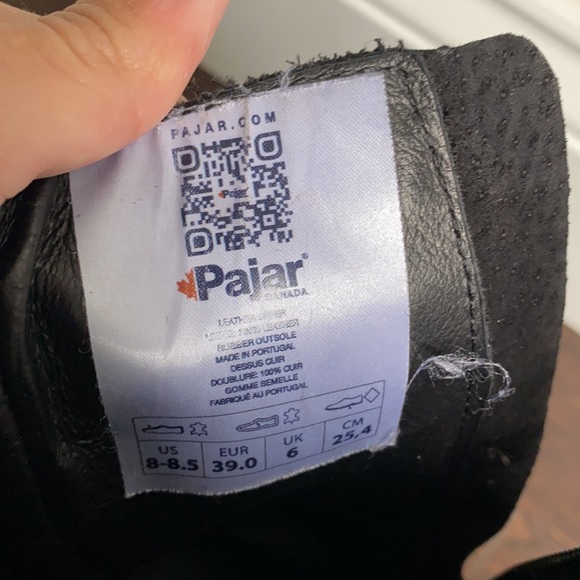 PAJAR.COM
Pajar
Pajar®
CANADA
LEATHER UPPER
100% LEATHER
RUBBER OUTSOLE
MADE IN PORTUGAL
DESSUS CUIR
DOUBLURE: 100% CUIR
GOMME SEMELLE
FABRIQUÉ AU PORTUGAL
US EUR UK CM
8-8.5 39.0 6 25,4